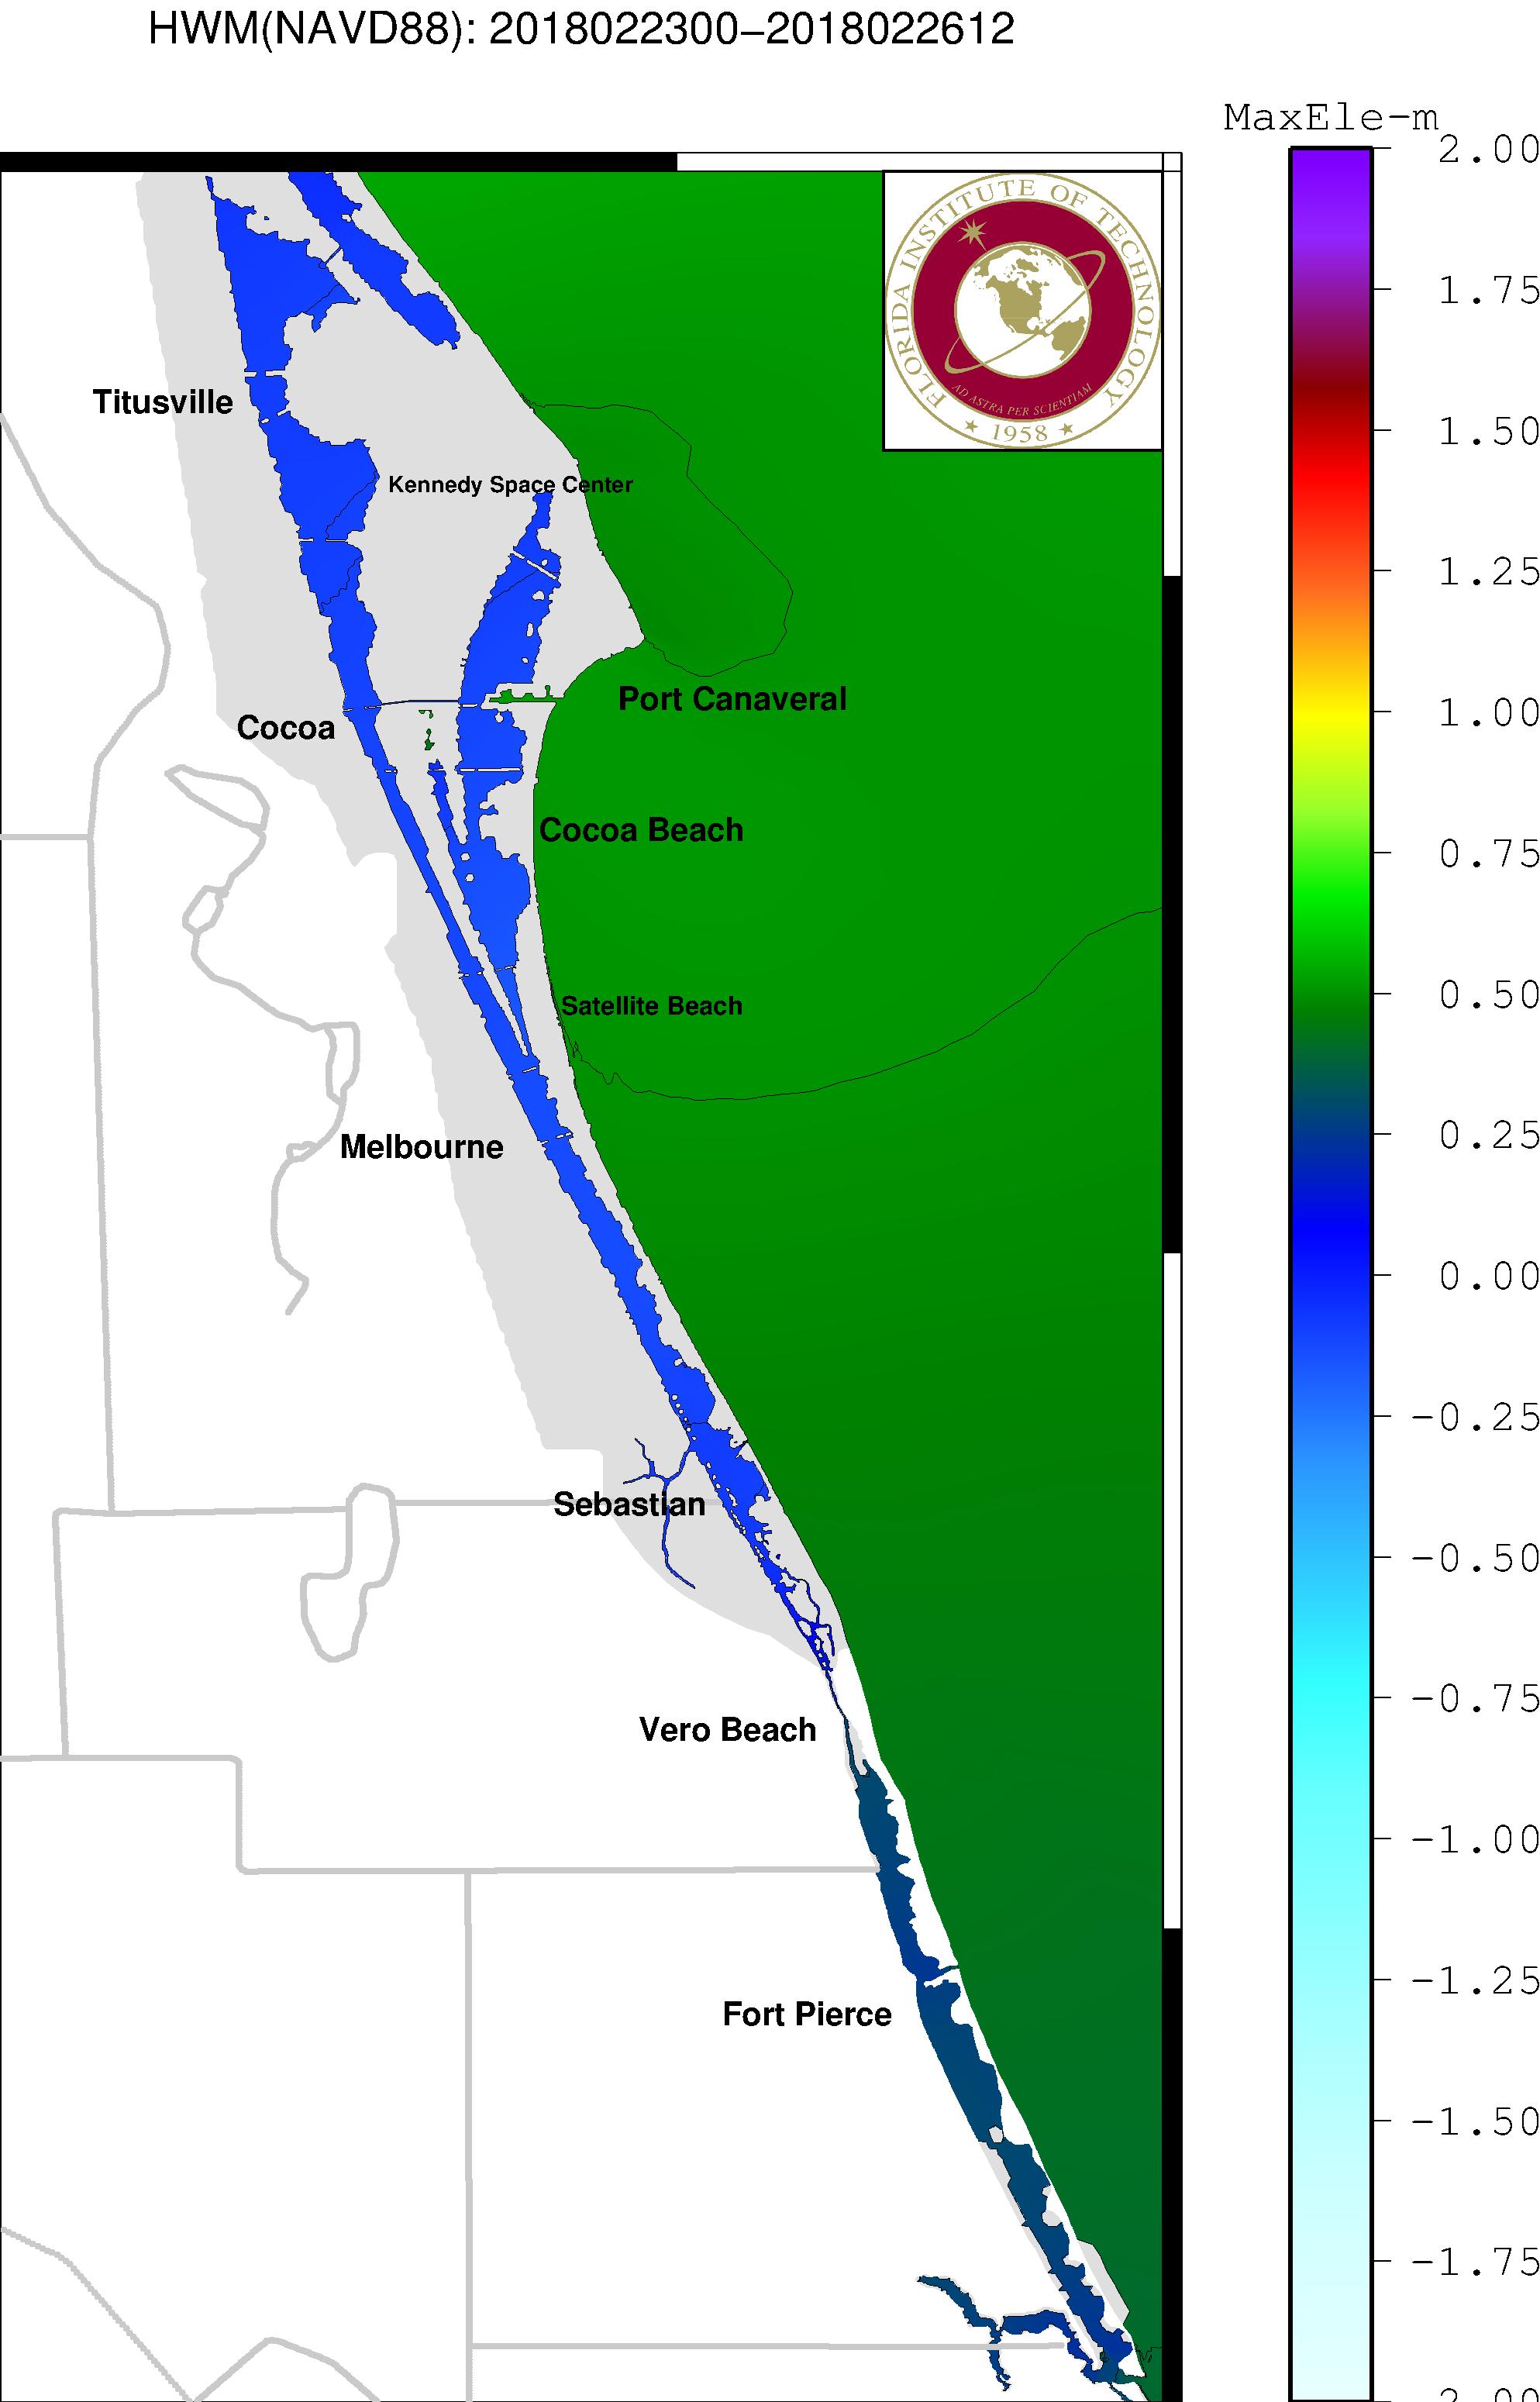 HWM(NAVD88): 2018022300−2018022612
MaxEle−m
2.00
1.75
1.50
1.25
1.00
0.75
0.50
0.25
0.00
−0.25
−0.50
−0.75
−1.00
−1.25
−1.50
−1.75
FLORIDA INSTITUTE OF TECHNOLOGY
AD ASTRA PER SCIENTIAM
1958
Titusville
Kennedy Space Center
Port Canaveral
Cocoa
Cocoa Beach
Satellite Beach
Melbourne
Sebastian
Vero Beach
Fort Pierce